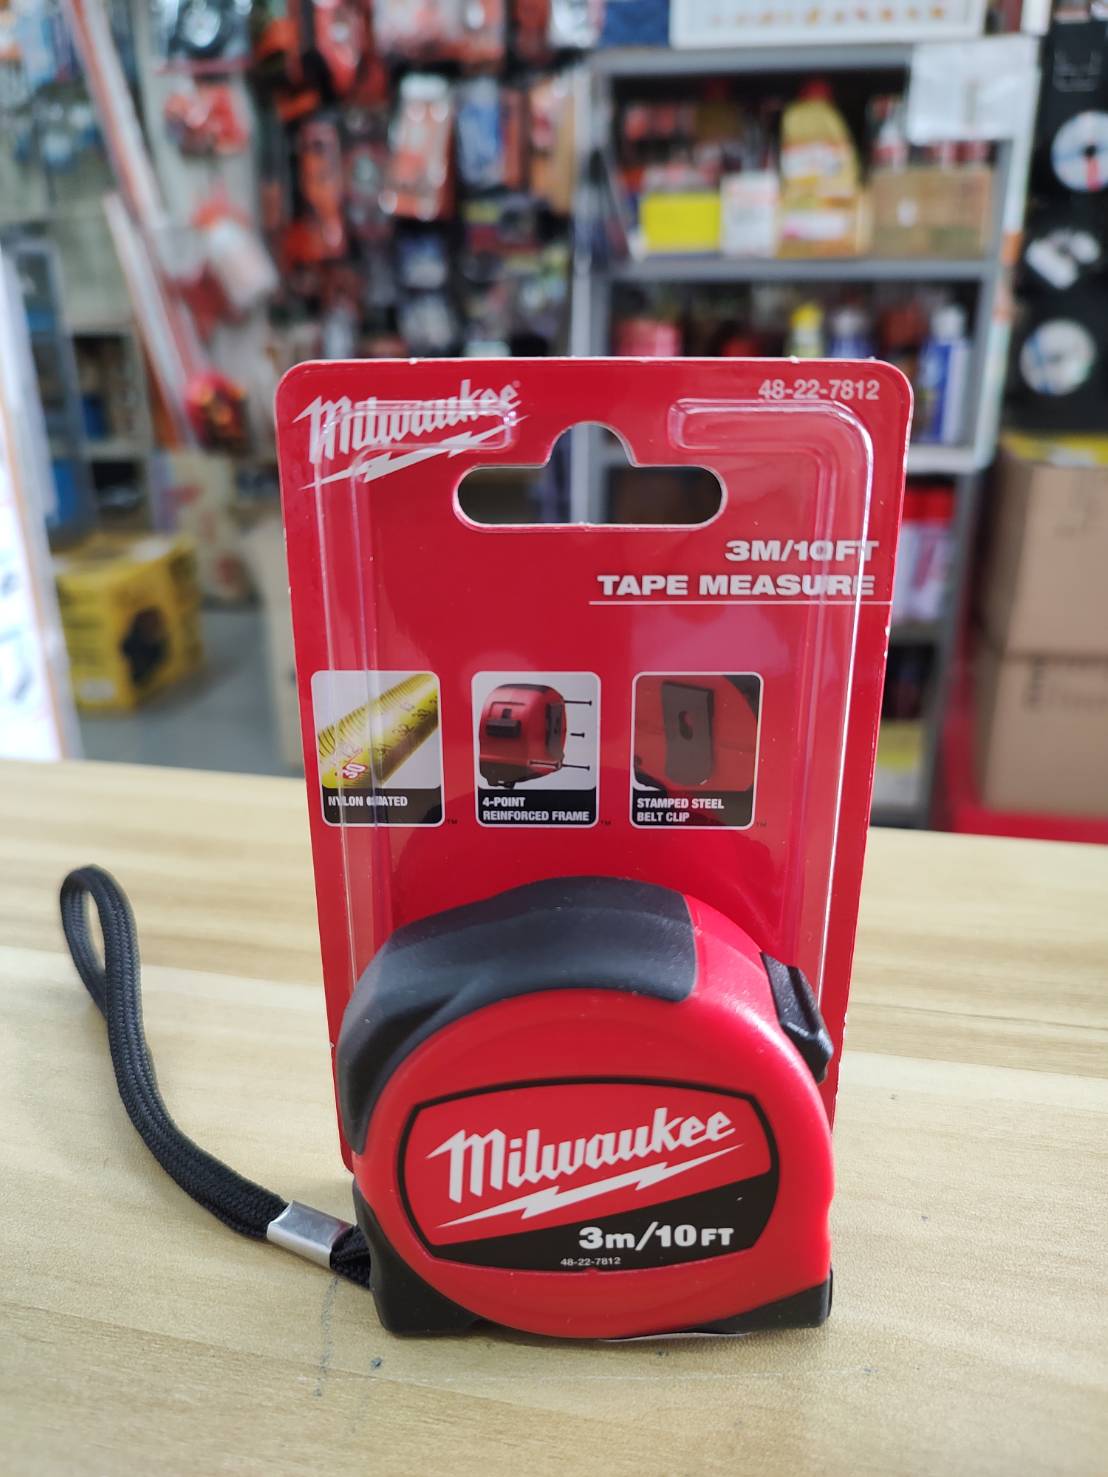 Milwaukee
48-22-7812
3M/10FT
TAPE MEASURE
30
NYLON COATED
4-POINT
REINFORCED FRAME
STAMPED STEEL
BELT CLIP
Milwaukee
3m/10FT
48-22-7812